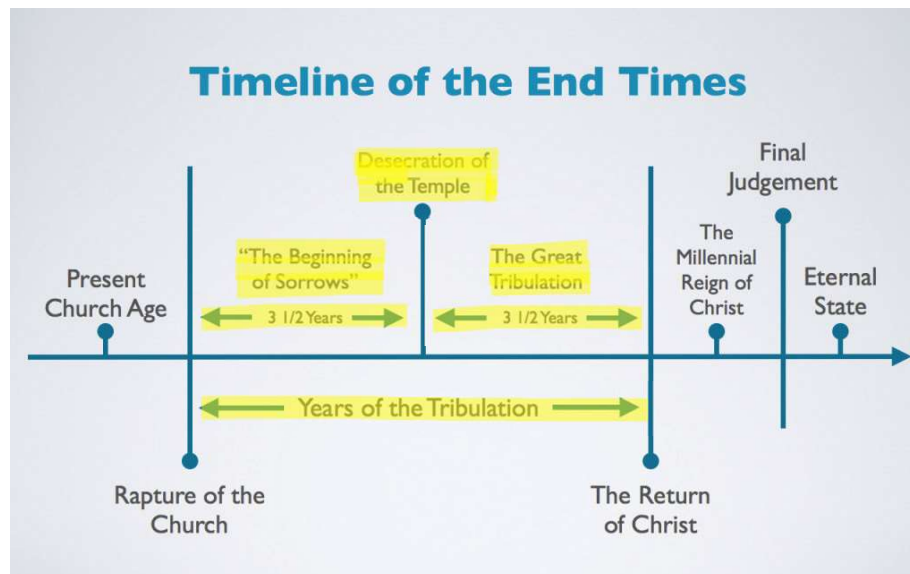 Timeline of the End Times
Desecration of
the Temple
Final
Judgement
"The Beginning
of Sorrows"
The Great
Tribulation
The
Millennial
Reign of
Christ
Present
Church Age
Eternal
State
3 1/2 Years
3 1/2 Years
Years of the Tribulation
Rapture of the
Church
The Return
of Christ